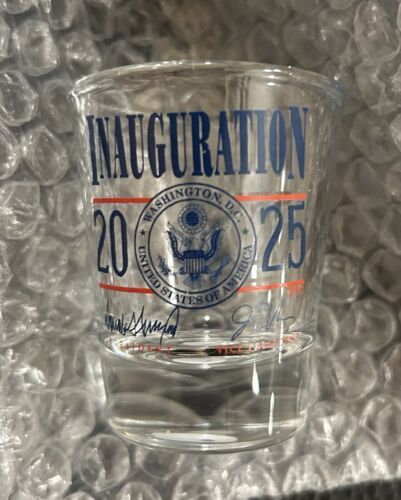 INAUGURATION
20 25
WASHINGTON, D.C.
UNITED STATES OF AMERICA